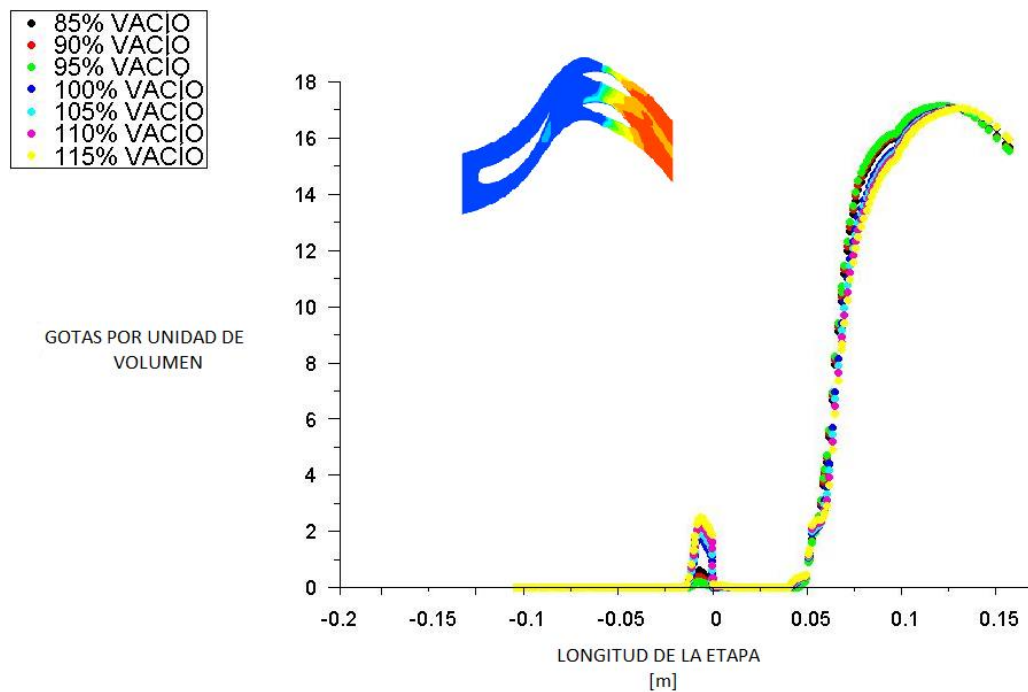 85% VACIO
90% VACIO
95% VACIO
100% VACIO
105% VACIO
110% VACIO
115% VACIO
18
16
14
12
10
8
6
4
2
0
GOTAS POR UNIDAD DE
VOLUMEN
-0.2 -0.15 -0.1 -0.05 0 0.05 0.1 0.15
LONGITUD DE LA ETAPA
[m]